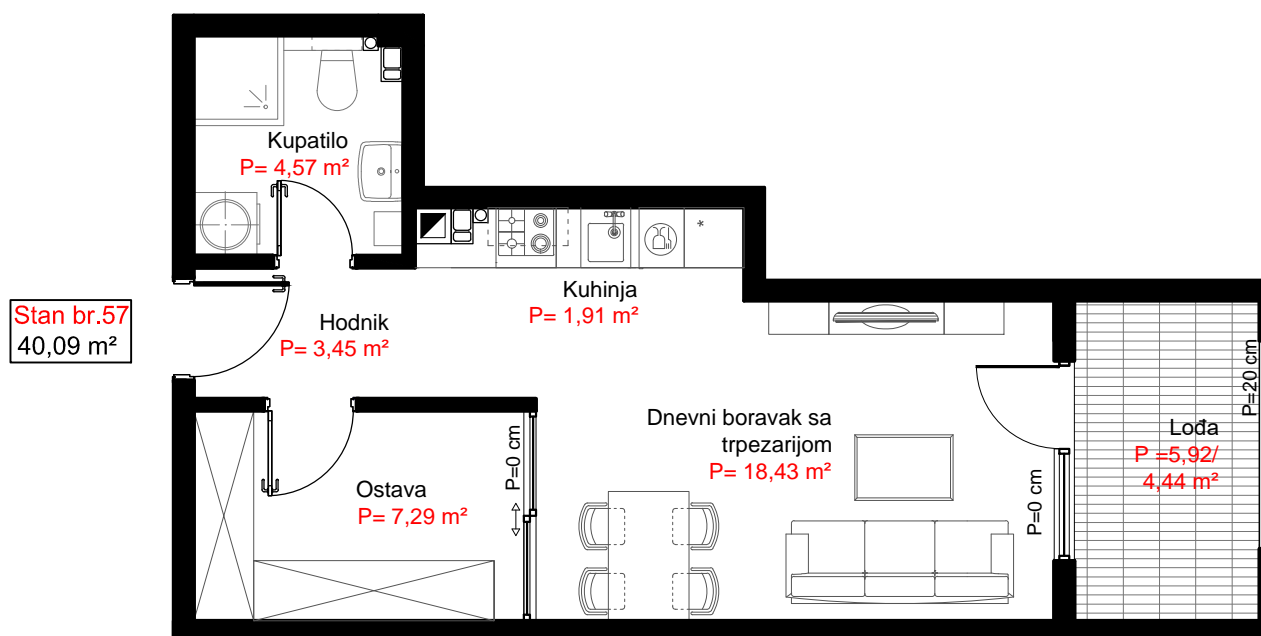 Kupatilo
P= 4,57 m²
Stan br.57
40,09 m²
Hodnik
P= 3,45 m²
Kuhinja
P= 1,91 m²
*
Dnevni boravak sa
trpezarijom
P= 18,43 m²
Ostava
P= 7,29 m²
P=0 cm
P=0 cm
Lođa
P =5,92/
4,44 m²
P=20 cm